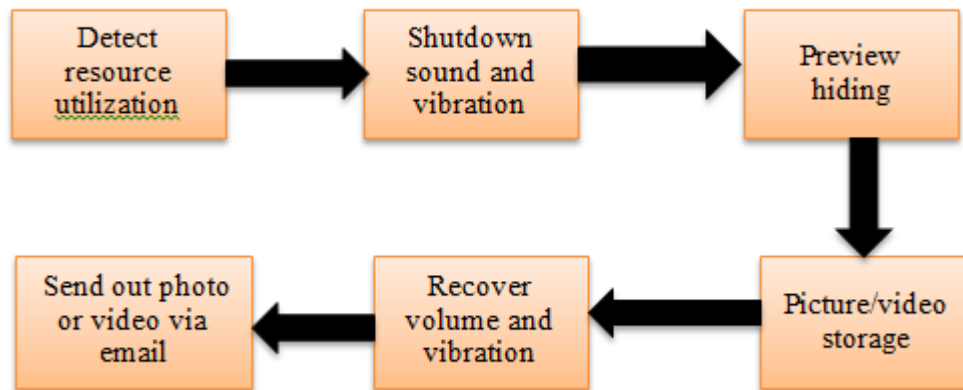 Detect
resource
utilization
Shutdown
sound and
vibration
Preview
hiding
Picture/video
storage
Recover
volume and
vibration
Send out photo
or video via
email